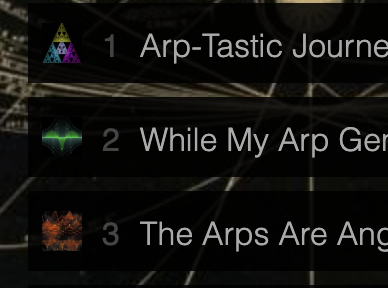 1 Arp-Tastic Journe
2 While My Arp Ger
3 The Arps Are Ang